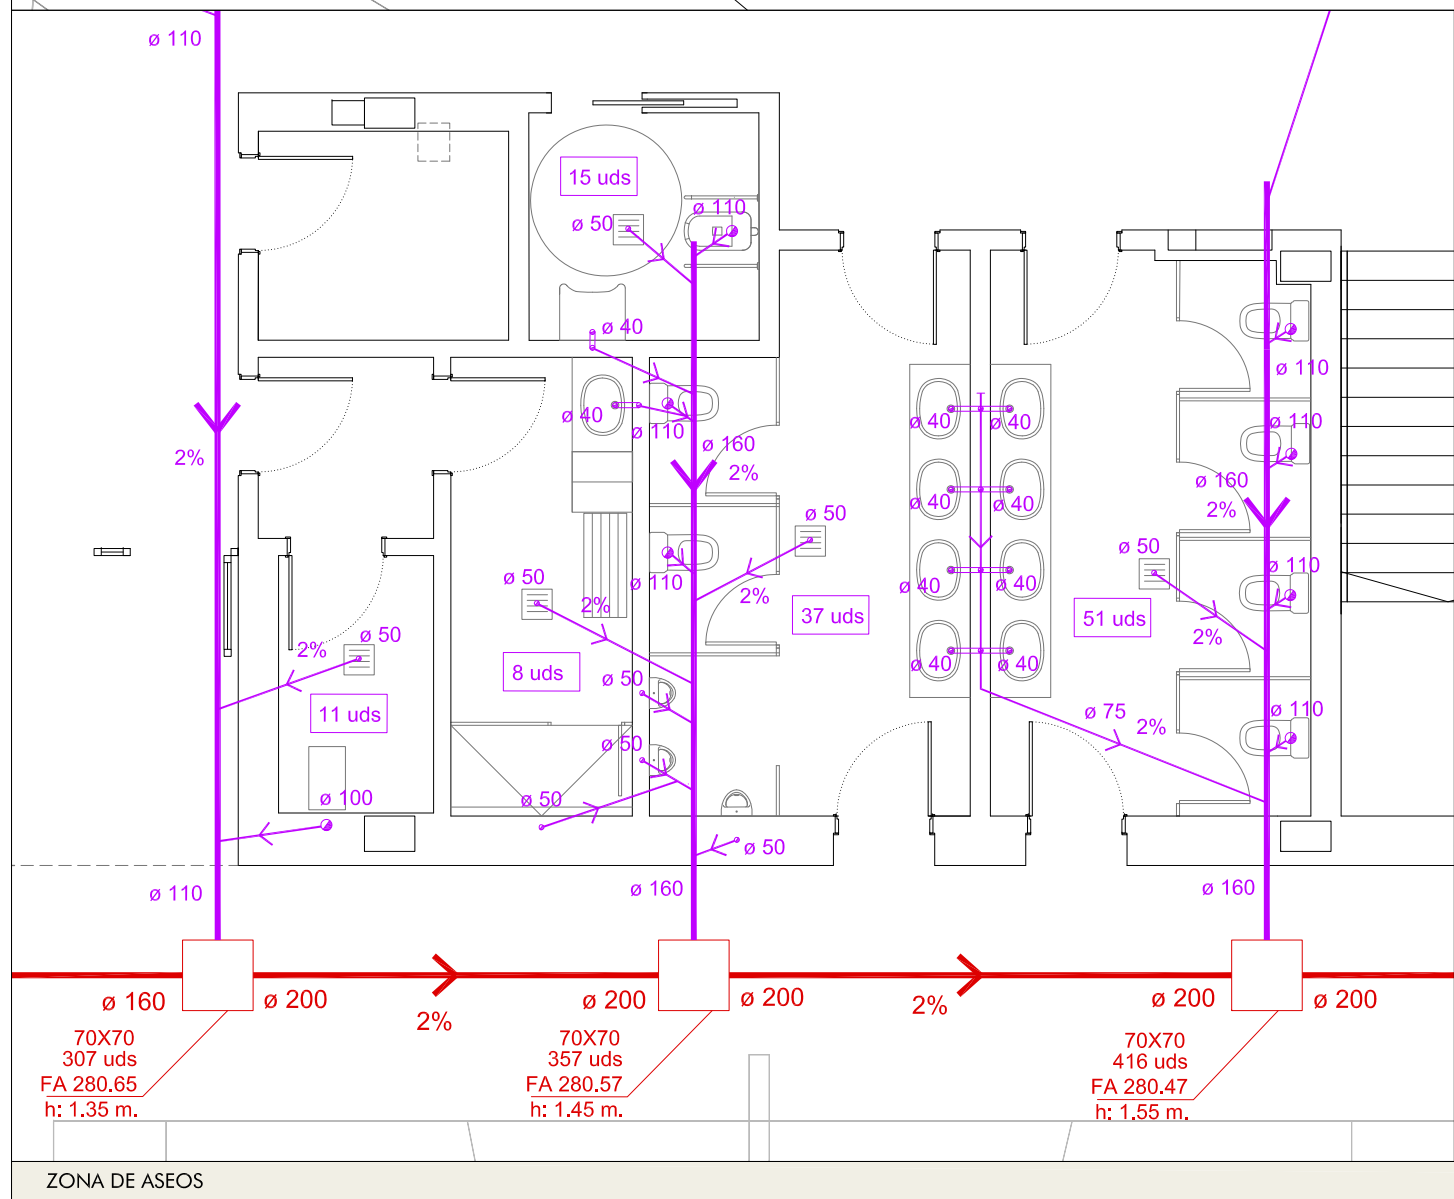 ø 110
15 uds
ø 50
ø 110
ø 40
ø 110
ø 40
ø 110
ø 160
2%
2%
ø 40
ø 40
ø 110
ø 160
2%
ø 40
ø 40
ø 50
ø 50
ø 50
2%
ø 110
2%
ø 40
ø 40
ø 110
37 uds
51 uds
2%
ø 50
2%
8 uds
ø 50
ø 40
ø 40
11 uds
ø 75
2%
ø 110
ø 50
ø 100
ø 50
ø 50
ø 110
ø 160
ø 160
ø 160
ø 200
2%
ø 200
ø 200
2%
ø 200
ø 200
70X70
307 uds
FA 280.65
h: 1.35 m.
70X70
357 uds
FA 280.57
h: 1.45 m.
70X70
416 uds
FA 280.47
h: 1.55 m.
ZONA DE ASEOS